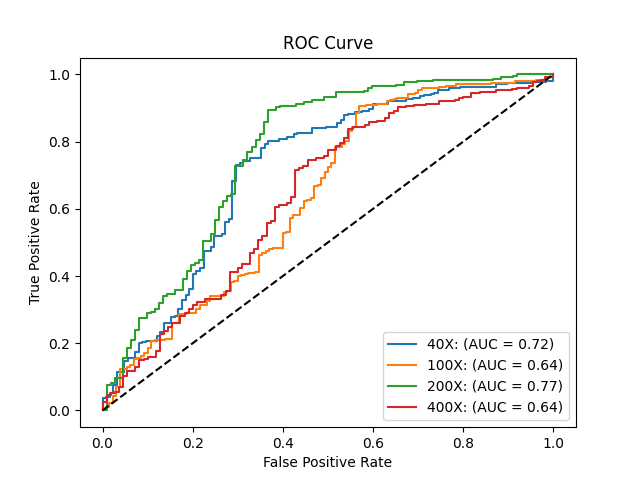 ROC Curve
True Positive Rate
1.0
0.8
0.6
0.4
0.2
0.0
0.0 0.2 0.4 0.6 0.8 1.0
False Positive Rate
40X: (AUC = 0.72)
100X: (AUC = 0.64)
200X: (AUC = 0.77)
400X: (AUC = 0.64)